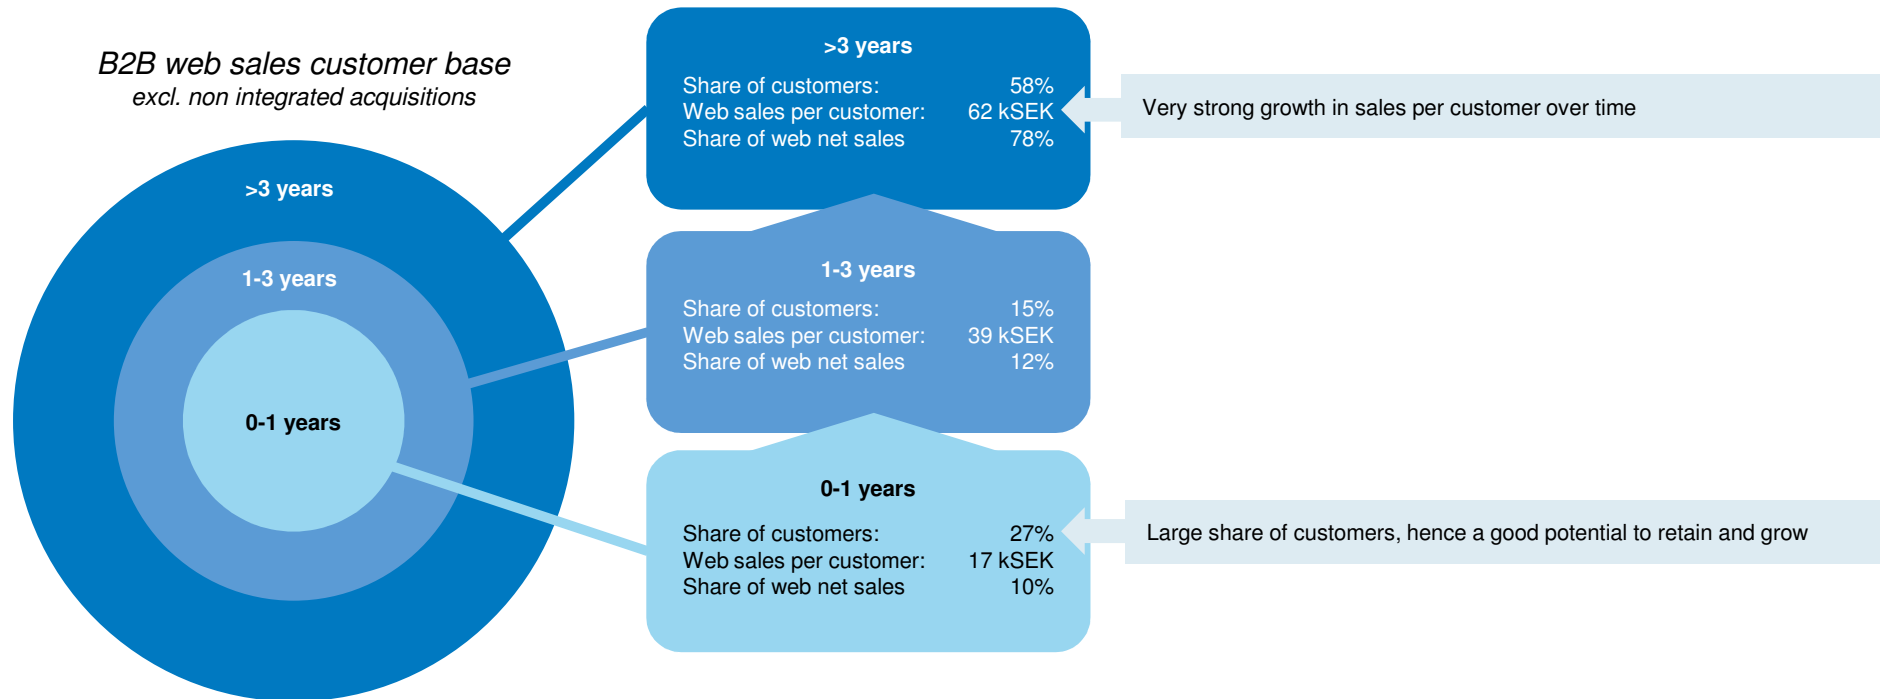 B2B web sales customer base
excl. non integrated acquisitions
>3 years
1-3 years
0-1 years
>3 years
Share of customers: 58%
Web sales per customer: 62 kSEK
Share of web net sales 78%
Very strong growth in sales per customer over time
1-3 years
Share of customers: 15%
Web sales per customer: 39 kSEK
Share of web net sales 12%
0-1 years
Share of customers: 27%
Web sales per customer: 17 kSEK
Share of web net sales 10%
Large share of customers, hence a good potential to retain and grow